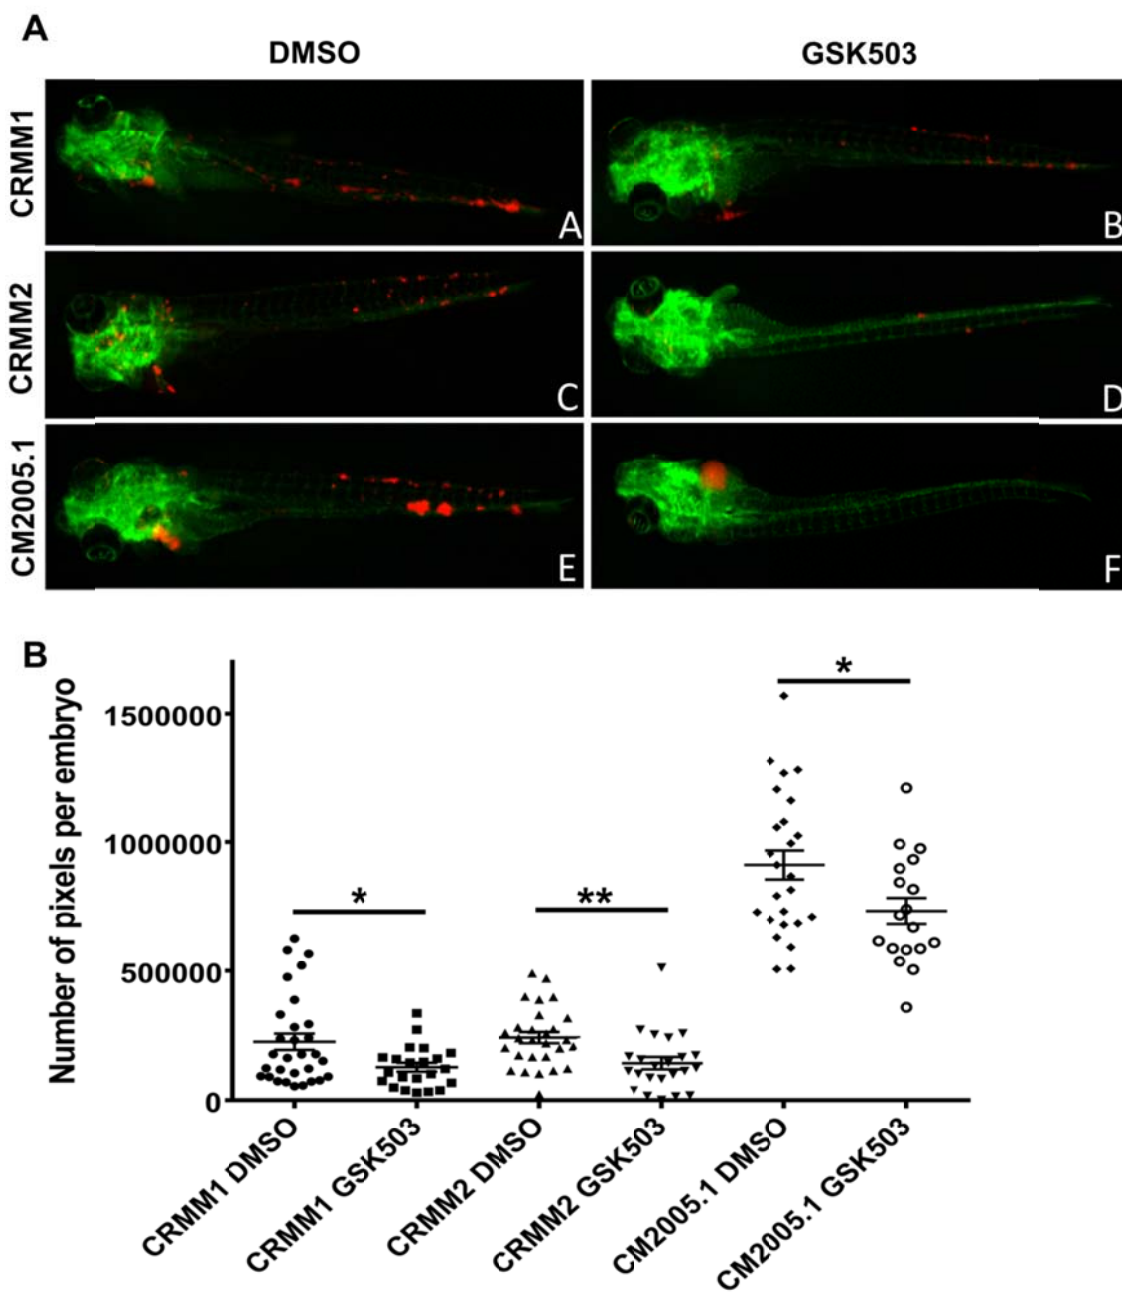 A
DMSO GSK503
CRMM1
A B
CRMM2
C D
CM2005.1
E F
B
Number of pixels per embryo
*
1500000
1000000
* **
500000
0
CRMM1 DMSO
CRMM1 GSK503
CRMM2 DMSO
CRMM2 GSK503
CM2005.1 DMSO
CM2005.1 GSK503